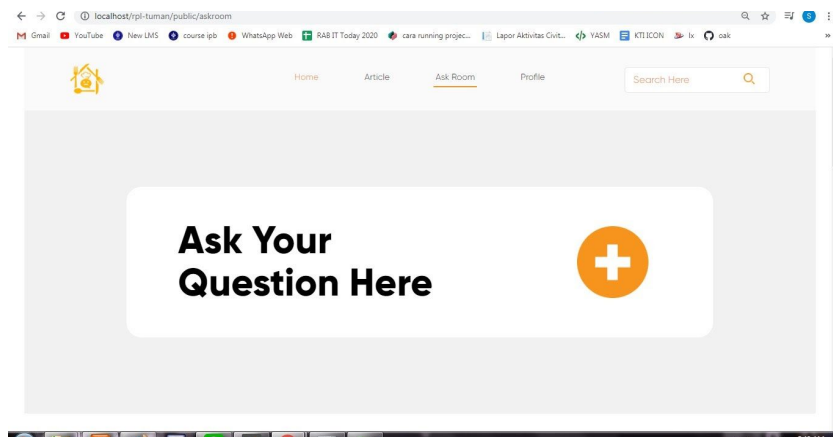 localhost/rpl-tuman/public/askroom
Gmail YouTube New LMS course ipb WhatsApp Web RAB IT Today 2020 cara running projec... Lapor Aktivitas Civit... YASM KTI ICON lx oak »
Home Article Ask Room Profile Search Here
Ask Your
Question Here